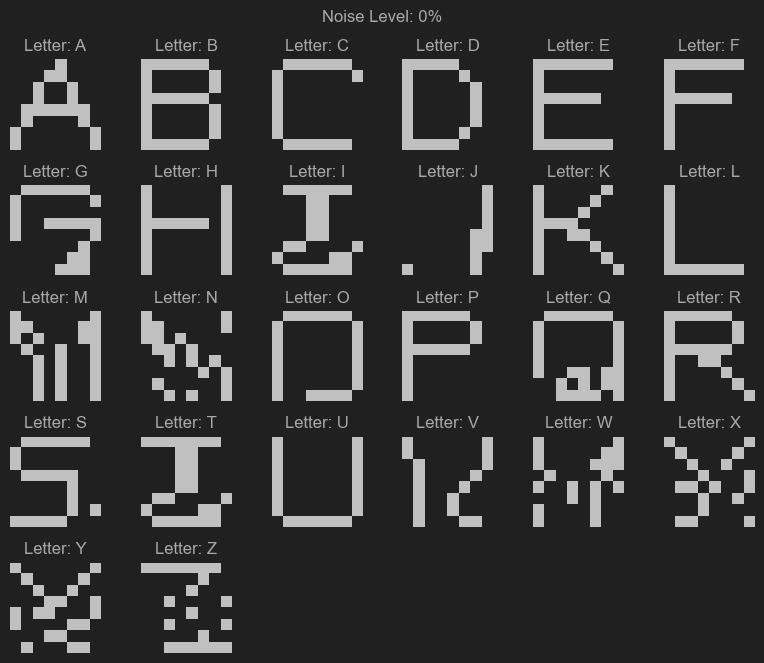 Noise Level: 0%
Letter: A Letter: B Letter: C Letter: D Letter: E Letter: F
Letter: G Letter: H Letter: I Letter: J Letter: K Letter: L
Letter: M Letter: N Letter: O Letter: P Letter: Q Letter: R
Letter: S Letter: T Letter: U Letter: V Letter: W Letter: X
Letter: Y Letter: Z